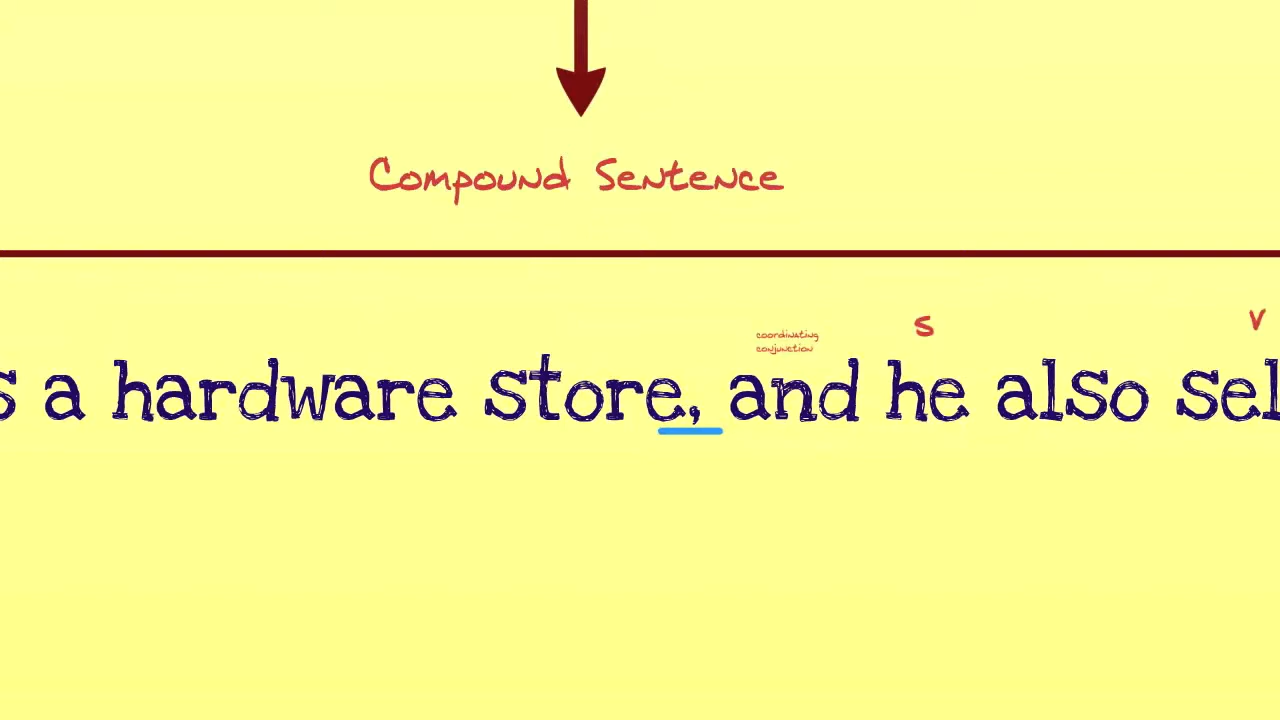 Compound Sentence
coordinating
conjunction
S
V
s a hardware store, and he also sel